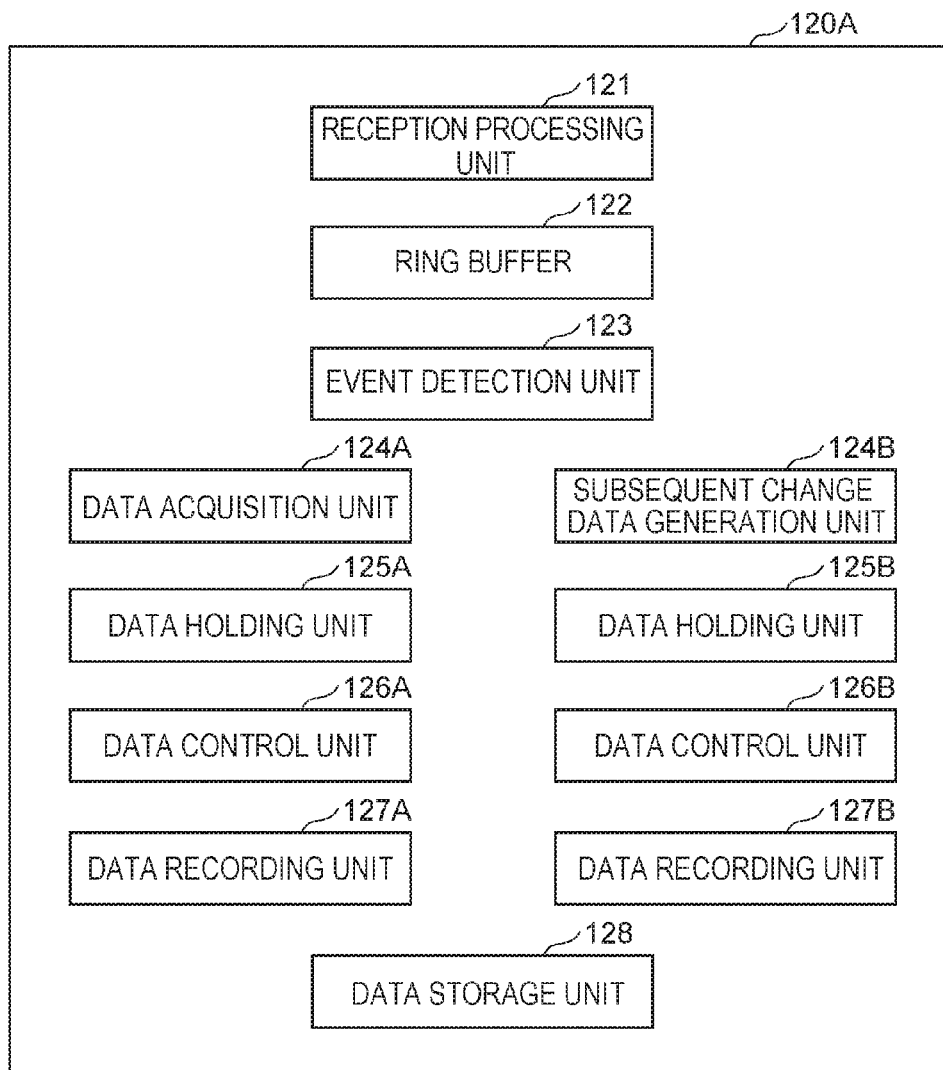 120A
121
RECEPTION PROCESSING
UNIT
122
RING BUFFER
123
EVENT DETECTION UNIT
124A
DATA ACQUISITION UNIT
124B
SUBSEQUENT CHANGE
DATA GENERATION UNIT
125A
DATA HOLDING UNIT
125B
DATA HOLDING UNIT
126A
DATA CONTROL UNIT
126B
DATA CONTROL UNIT
127A
DATA RECORDING UNIT
127B
DATA RECORDING UNIT
128
DATA STORAGE UNIT